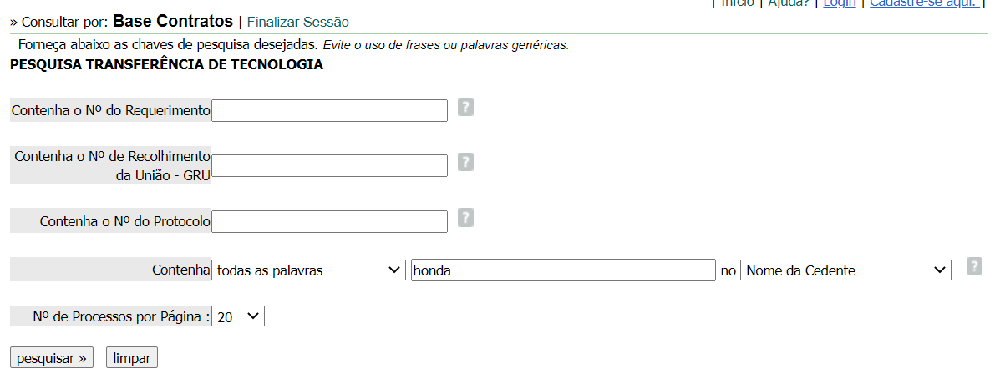 [ Início | Ajuda? | Login | Cadastre-se aqui. ]
» Consultar por: Base Contratos | Finalizar Sessão
Forneça abaixo as chaves de pesquisa desejadas. Evite o uso de frases ou palavras genéricas.
PESQUISA TRANSFERÊNCIA DE TECNOLOGIA
Contenha o Nº do Requerimento ?
Contenha o Nº de Recolhimento
da União - GRU ?
Contenha o Nº do Protocolo ?
Contenha todas as palavras honda no Nome da Cedente ?
Nº de Processos por Página : 20
pesquisar » limpar